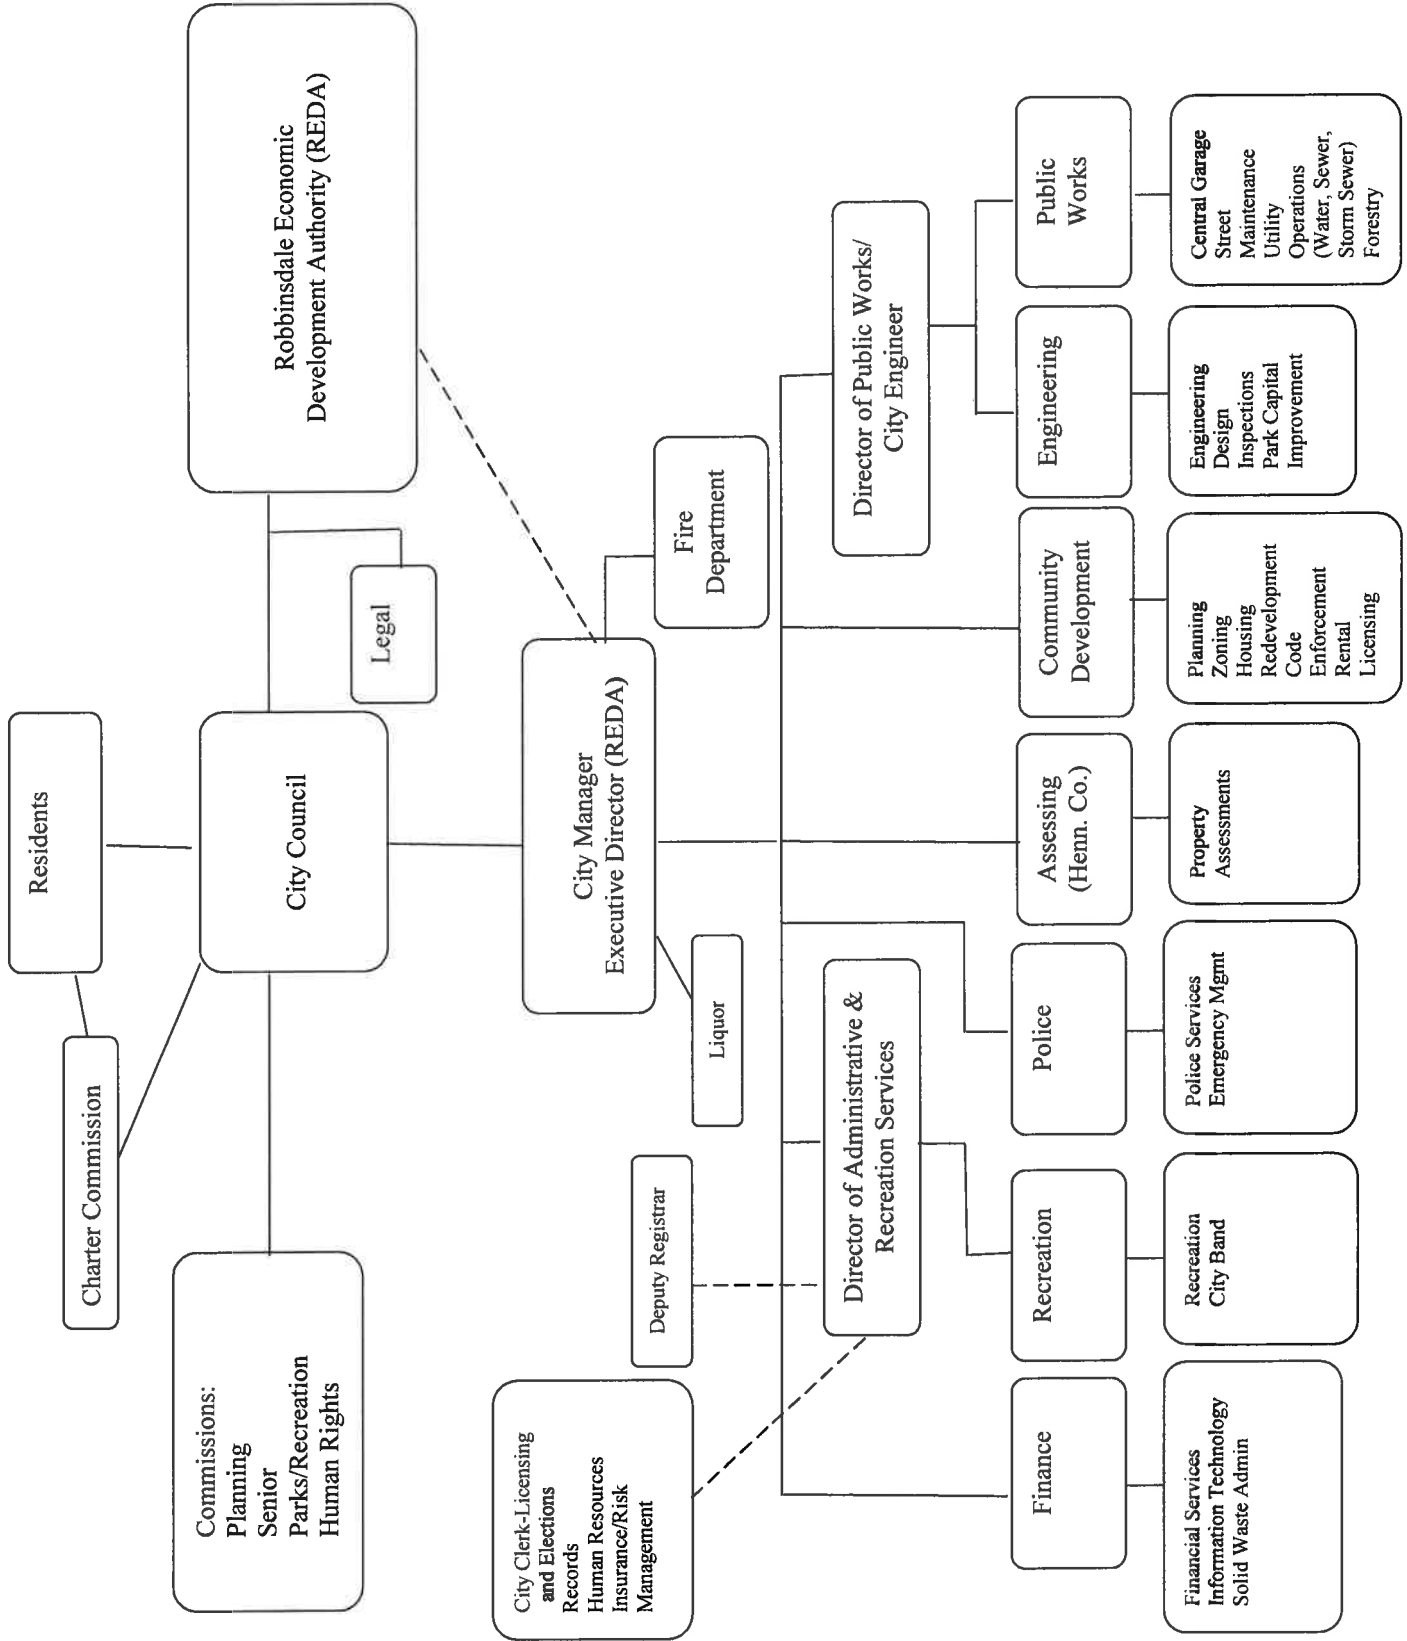 Residents
Charter Commission
Commissions:
Planning
Senior
Parks/Recreation
Human Rights
City Council
Robbinsdale Economic
Development Authority (REDA)
Legal
City Manager
Executive Director (REDA)
Fire
Department
Liquor
Deputy Registrar
City Clerk-Licensing
and Elections
Records
Human Resources
Insurance/Risk
Management
Director of Administrative &
Recreation Services
Director of Public Works/
City Engineer
Finance
Recreation
Police
Assessing
(Henn. Co.)
Community
Development
Engineering
Public
Works
Financial Services
Information Technology
Solid Waste Admin
Recreation
City Band
Police Services
Emergency Mgmt
Property
Assessments
Planning
Zoning
Housing
Redevelopment
Code
Enforcement
Rental
Licensing
Engineering
Design
Inspections
Park Capital
Improvement
Central Garage
Street
Maintenance
Utility
Operations
(Water, Sewer,
Storm Sewer)
Forestry